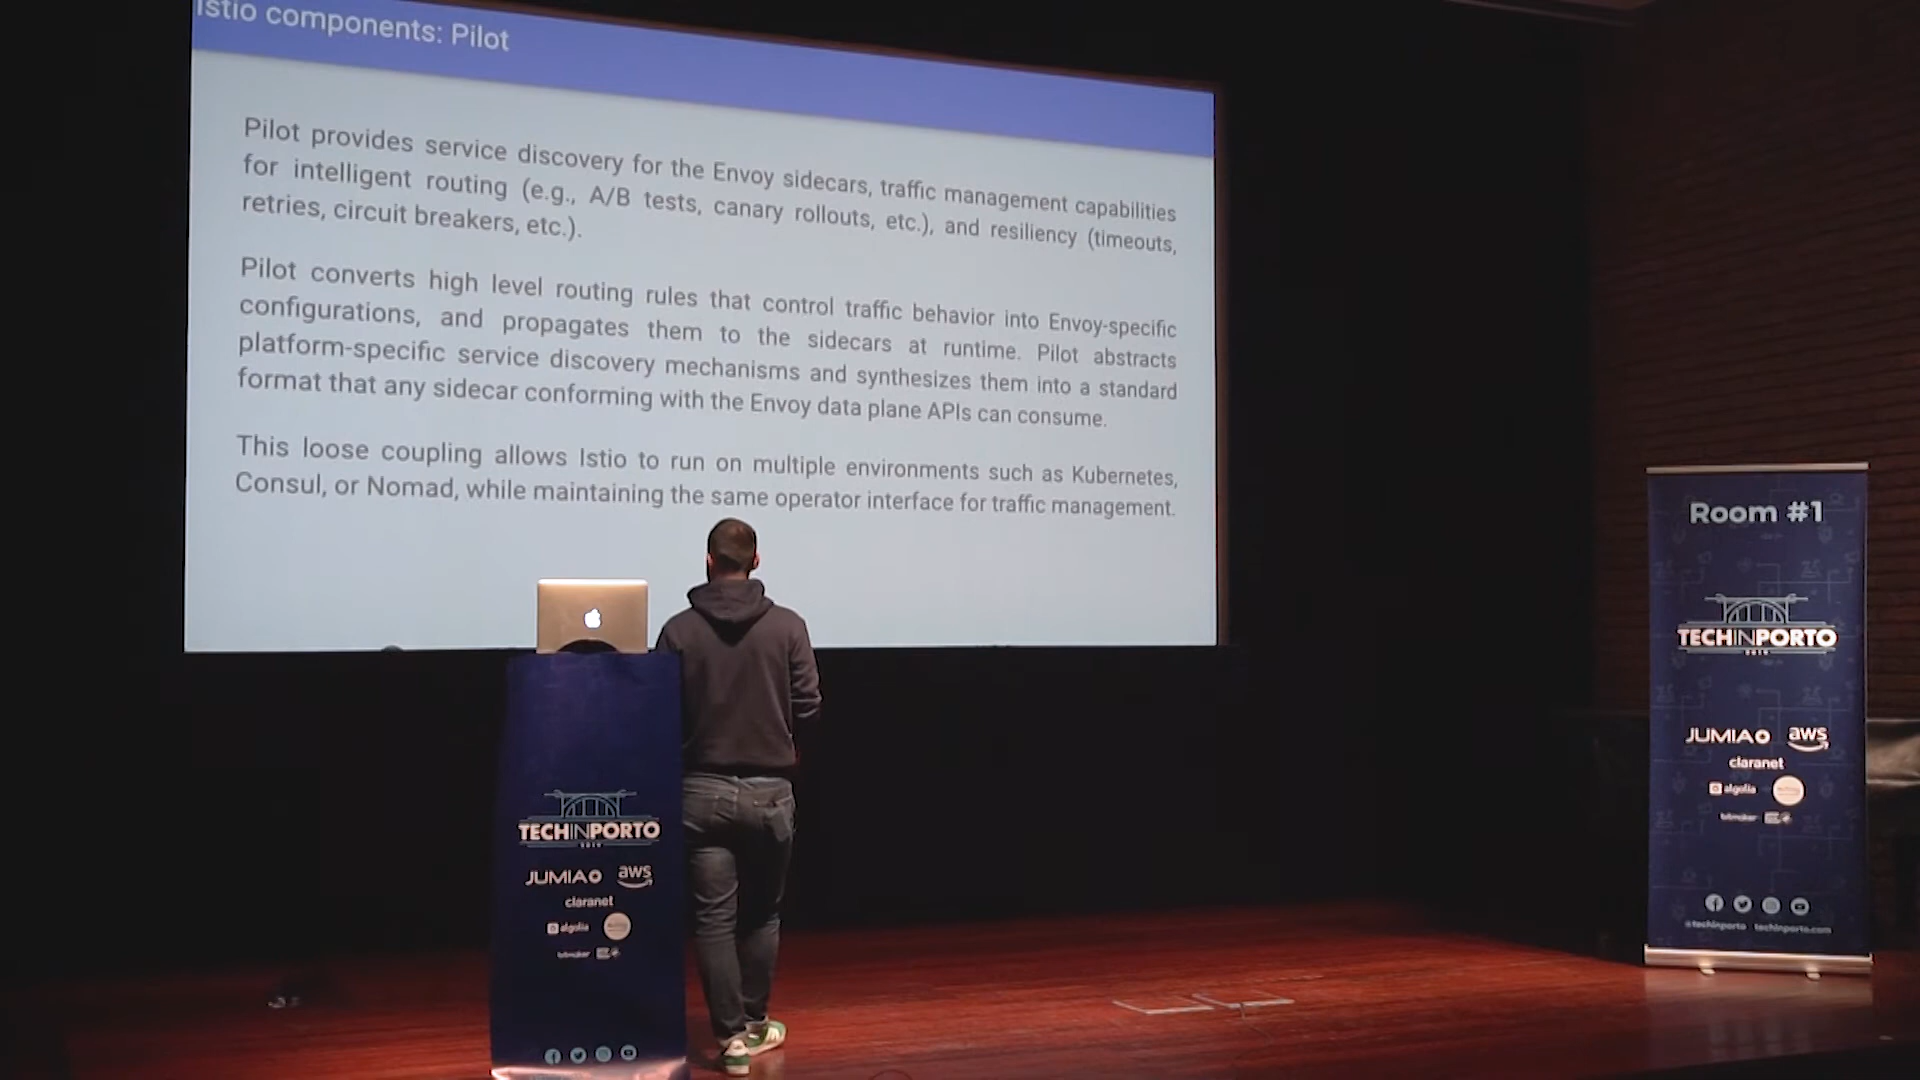 Istio components: Pilot
Pilot provides service discovery for the Envoy sidecars, traffic management capabilities
for intelligent routing (e.g., A/B tests, canary rollouts, etc.), and resiliency (timeouts,
retries, circuit breakers, etc.).
Pilot converts high level routing rules that control traffic behavior into Envoy-specific
configurations, and propagates them to the sidecars at runtime. Pilot abstracts
platform-specific service discovery mechanisms and synthesizes them into a standard
format that any sidecar conforming with the Envoy data plane APIs can consume.
This loose coupling allows Istio to run on multiple environments such as Kubernetes,
Consul, or Nomad, while maintaining the same operator interface for traffic management.
TECHINPORTO
JUMIA aws
claranet
algolia
Room #1
TECHINPORTO
JUMIA aws
claranet
algolia
@techinporto techinporto.com